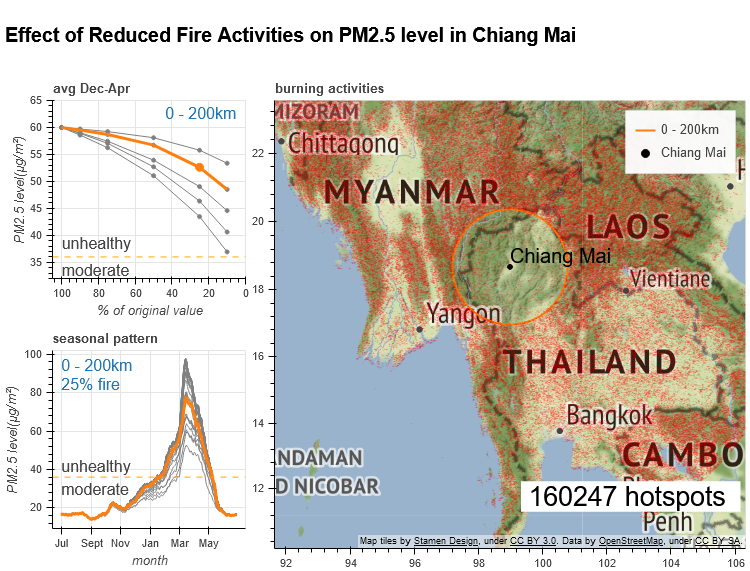 Effect of Reduced Fire Activities on PM2.5 level in Chiang Mai
avg Dec-Apr
0 - 200km
65
60
55
50
45
40
35
PM2.5 level(µg/m²)
unhealthy
moderate
100
80
60
40
20
0
% of original value
seasonal pattern
0 - 200km
25% fire
100
80
60
40
20
PM2.5 level(µg/m²)
unhealthy
moderate
Jul
Sept
Nov
Jan
Mar
May
month
burning activities
22
20
18
16
14
12
92
94
96
98
100
102
104
106
0 - 200km
Chiang Mai
MIZORAM
Chittagong
MYANMAR
LAOS
Chiang Mai
Vientiane
Yangon
THAILAND
Bangkok
CAMBO
NDAMAN
D NICOBAR
160247 hotspots
Penh
Map tiles by Stamen Design, under CC BY 3.0. Data by OpenStreetMap, under CC BY SA.